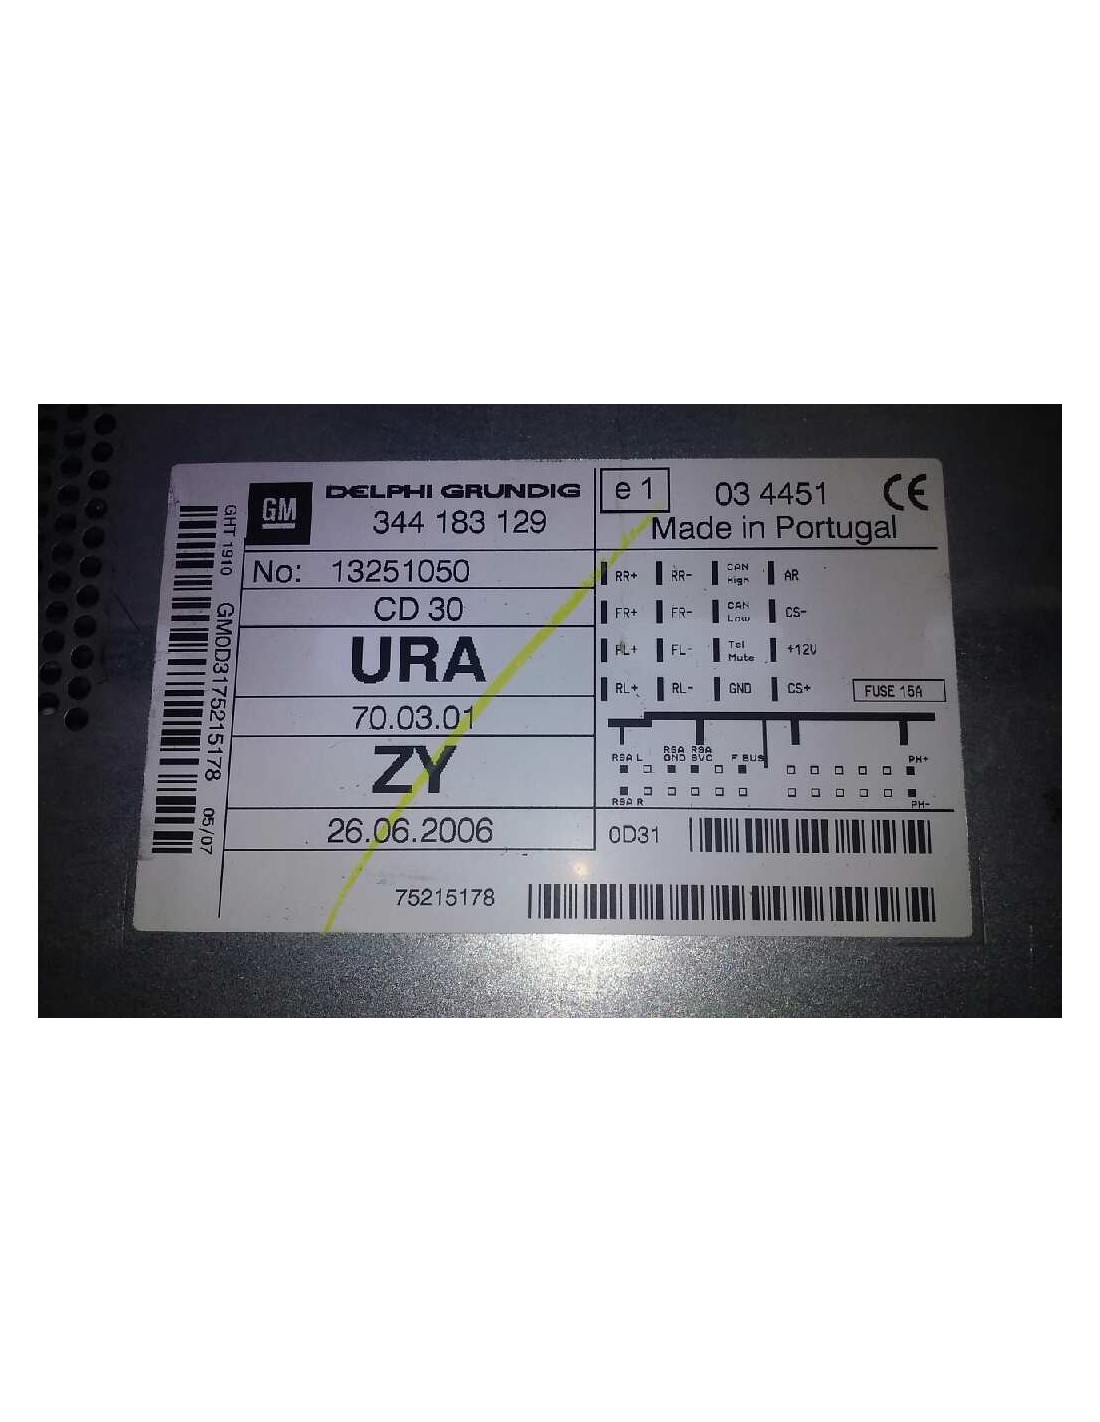 GM
DELPHI GRUNDIG
344 183 129
No: 13251050
CD 30
URA
70.03.01
ZY
26.06.2006
75215178
e 1
03 4451
CE
Made in Portugal
RR+ RR- CAN High AR
FR+ FR- CAN Low CS-
FL+ FL- Tel Mute +12V
RL+ RL- GND CS+
FUSE 15A
RSA L RSA GND RSA SVC F BUS PH+
RSA R PH-
0D31
GHT 1910
GM0D3175215178 05/07